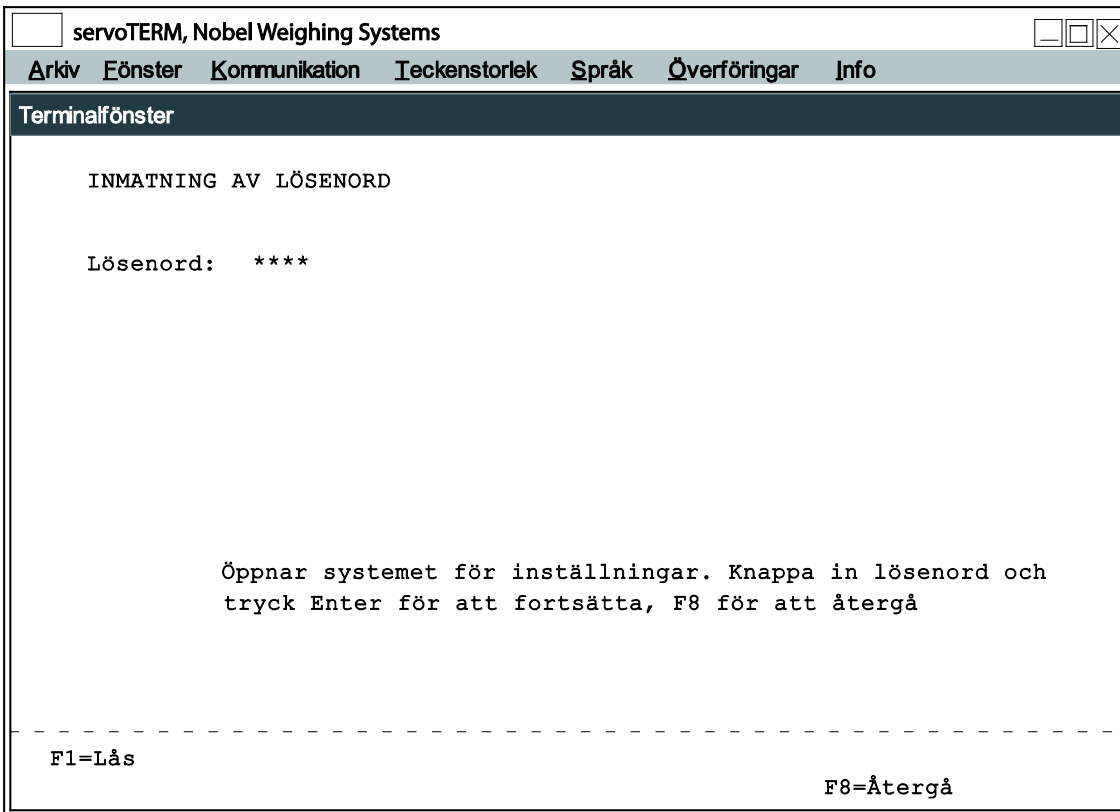 servoTERM, Nobel Weighing Systems
Arkiv Fönster Kommunikation Teckenstorlek Språk Överföringar Info
Terminalfönster
INMATNING AV LÖSENORD
Lösenord: ****
Öppnar systemet för inställningar. Knappa in lösenord och
tryck Enter för att fortsätta, F8 för att återgå
F1=Lås
F8=Återgå